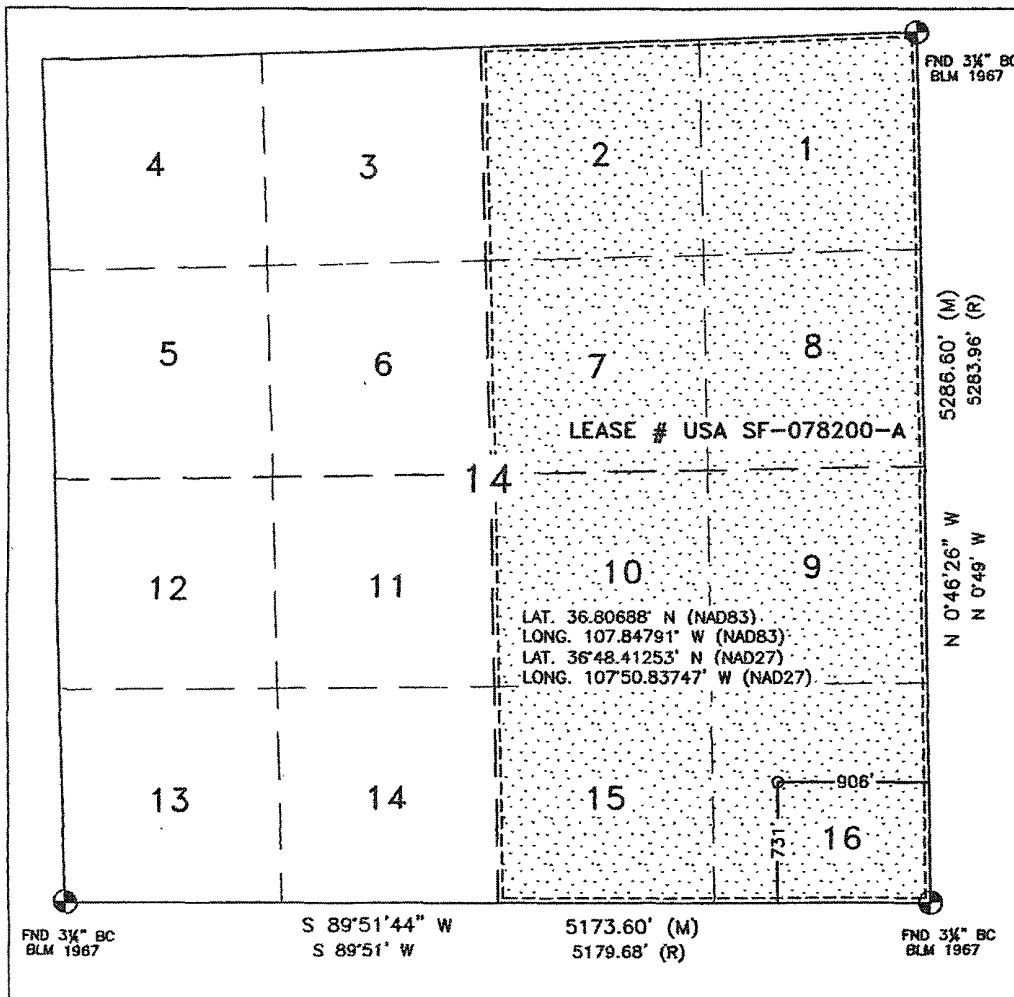 FND 3¼" BC
BLM 1967
4
3
2
1
5
6
7
8
5286.60' (M)
5283.96' (R)
LEASE # USA SF-078200-A
14
N 0°46'26" W
N 0°49' W
12
11
10
9
LAT. 36.80688° N (NAD83)
LONG. 107.84791° W (NAD83)
LAT. 36°48.41253' N (NAD27)
LONG. 107°50.83747' W (NAD27)
13
14
15
16
906'
731'
FND 3¼" BC
BLM 1967
S 89°51'44" W
S 89°51' W
5173.60' (M)
5179.68' (R)
FND 3¼" BC
BLM 1967